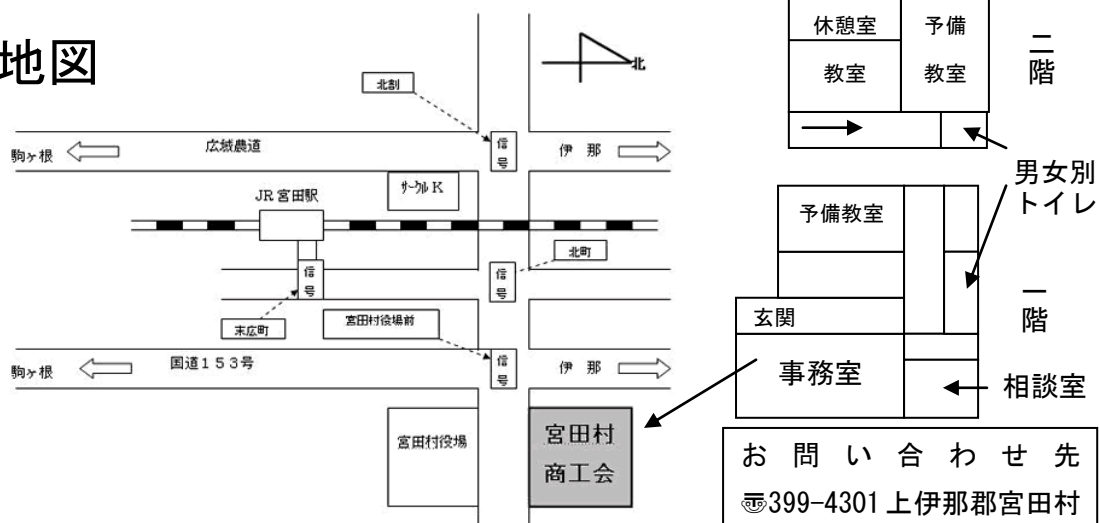 地図
北
北割
駒ヶ根
広域農道
信号
伊 那
サークルK
JR 宮田駅
北町
信号
信号
末広町
宮田村役場前
駒ヶ根
国道153号
信号
伊 那
宮田村役場
宮田村
商工会
休憩室
予備
教室
教室
二階
男女別
トイレ
予備教室
一階
玄関
事務室
相談室
お問い合わせ先
〠399-4301 上伊那郡宮田村